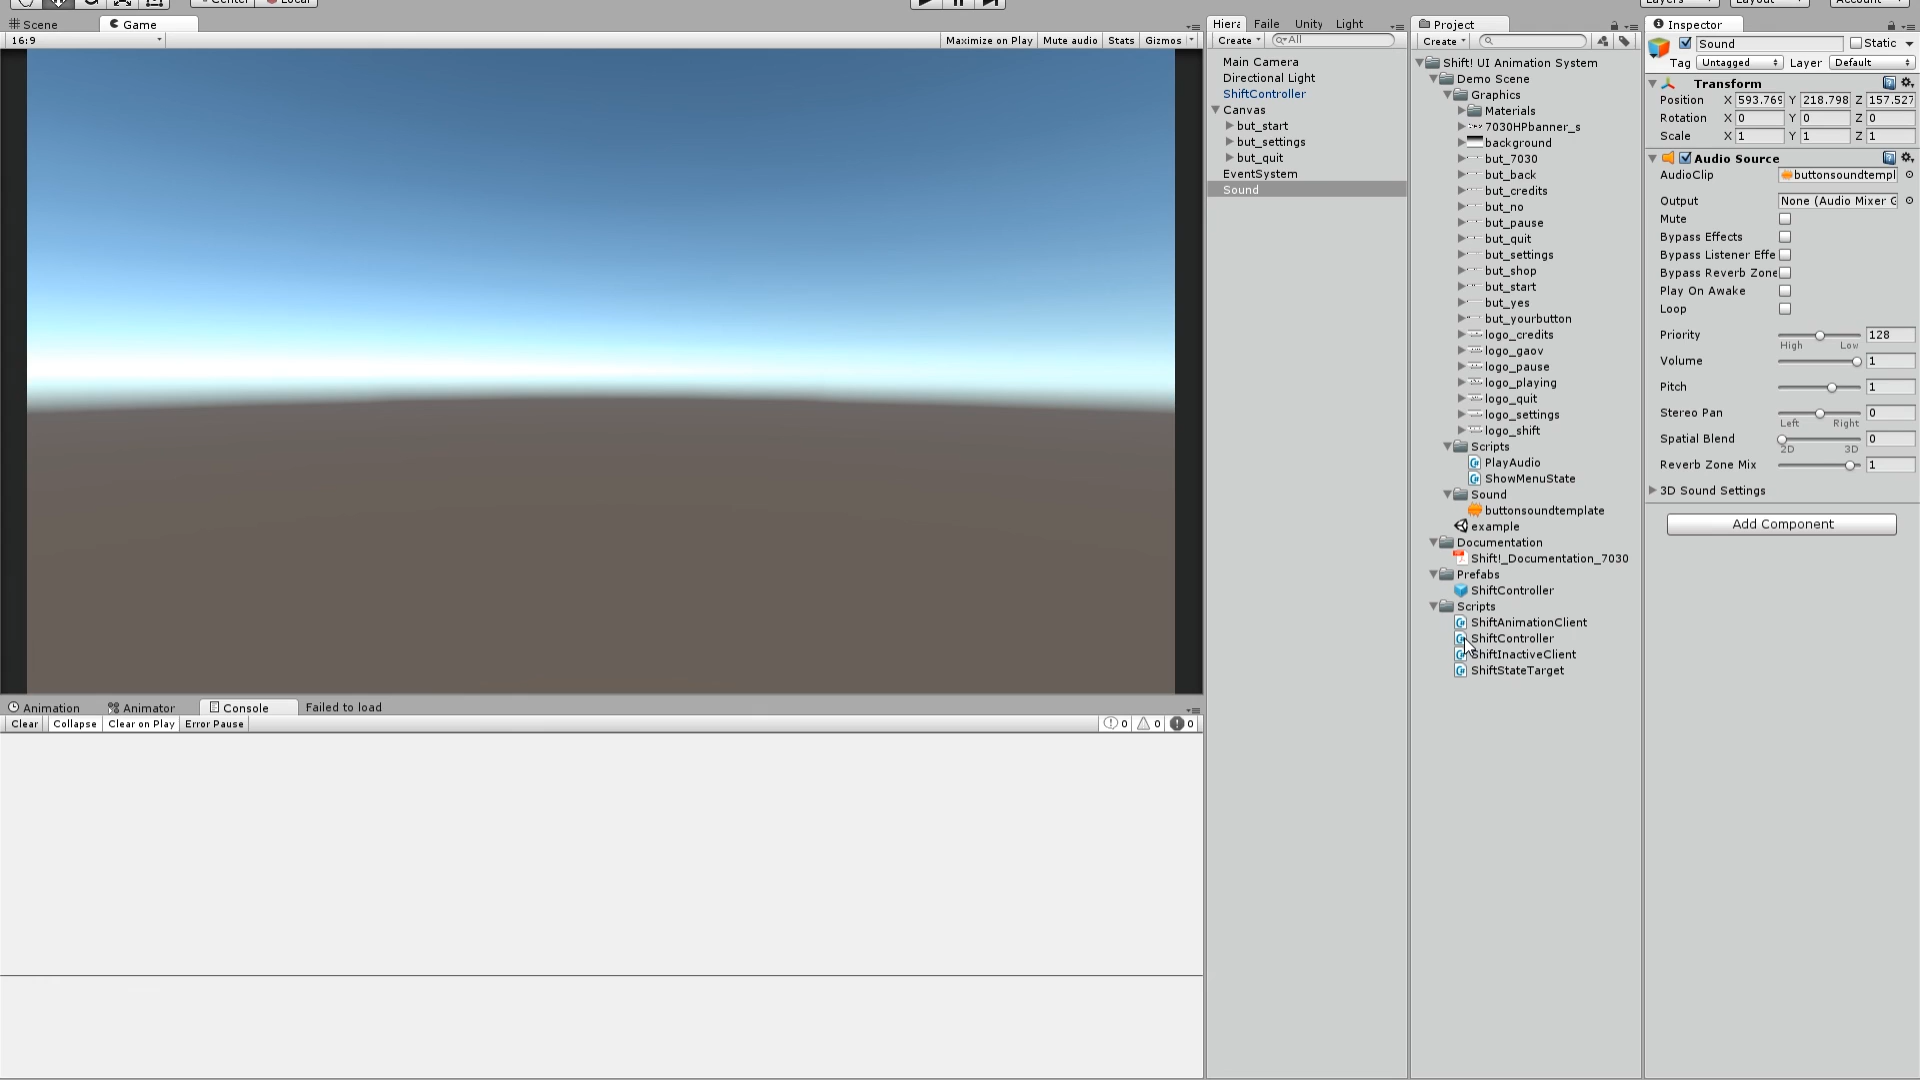 Center
Local
Layers
Layout
Account
Scene
Game
16:9
Maximize on Play
Mute audio
Stats
Gizmos
Animation
Animator
Console
Failed to load
Clear
Collapse
Clear on Play
Error Pause
0
0
0
Hiera
Faile
Unity
Light
Create
All
Main Camera
Directional Light
ShiftController
Canvas
but_start
but_settings
but_quit
EventSystem
Sound
Project
Create
Shift! UI Animation System
Demo Scene
Graphics
Materials
7030HPbanner_s
background
but_7030
but_back
but_credits
but_no
but_pause
but_quit
but_settings
but_shop
but_start
but_yes
but_yourbutton
logo_credits
logo_gaov
logo_pause
logo_playing
logo_quit
logo_settings
logo_shift
Scripts
PlayAudio
ShowMenuState
Sound
buttonsoundtemplate
example
Documentation
Shift!_Documentation_7030
Prefabs
ShiftController
Scripts
ShiftAnimationClient
ShiftController
ShiftInactiveClient
ShiftStateTarget
Inspector
Sound Static
Tag Untagged Layer Default
Transform
Position X 593.769 Y 218.798 Z 157.527
Rotation X 0 Y 0 Z 0
Scale X 1 Y 1 Z 1
Audio Source
AudioClip buttonsoundtempl
Output None (Audio Mixer G
Mute
Bypass Effects
Bypass Listener Effe
Bypass Reverb Zone
Play On Awake
Loop
Priority 128
High Low
Volume 1
Pitch 1
Stereo Pan 0
Left Right
Spatial Blend 0
2D 3D
Reverb Zone Mix 1
3D Sound Settings
Add Component